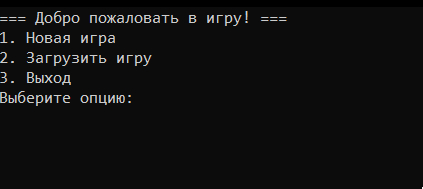 === Добро пожаловать в игру! ===
1. Новая игра
2. Загрузить игру
3. Выход
Выберите опцию: